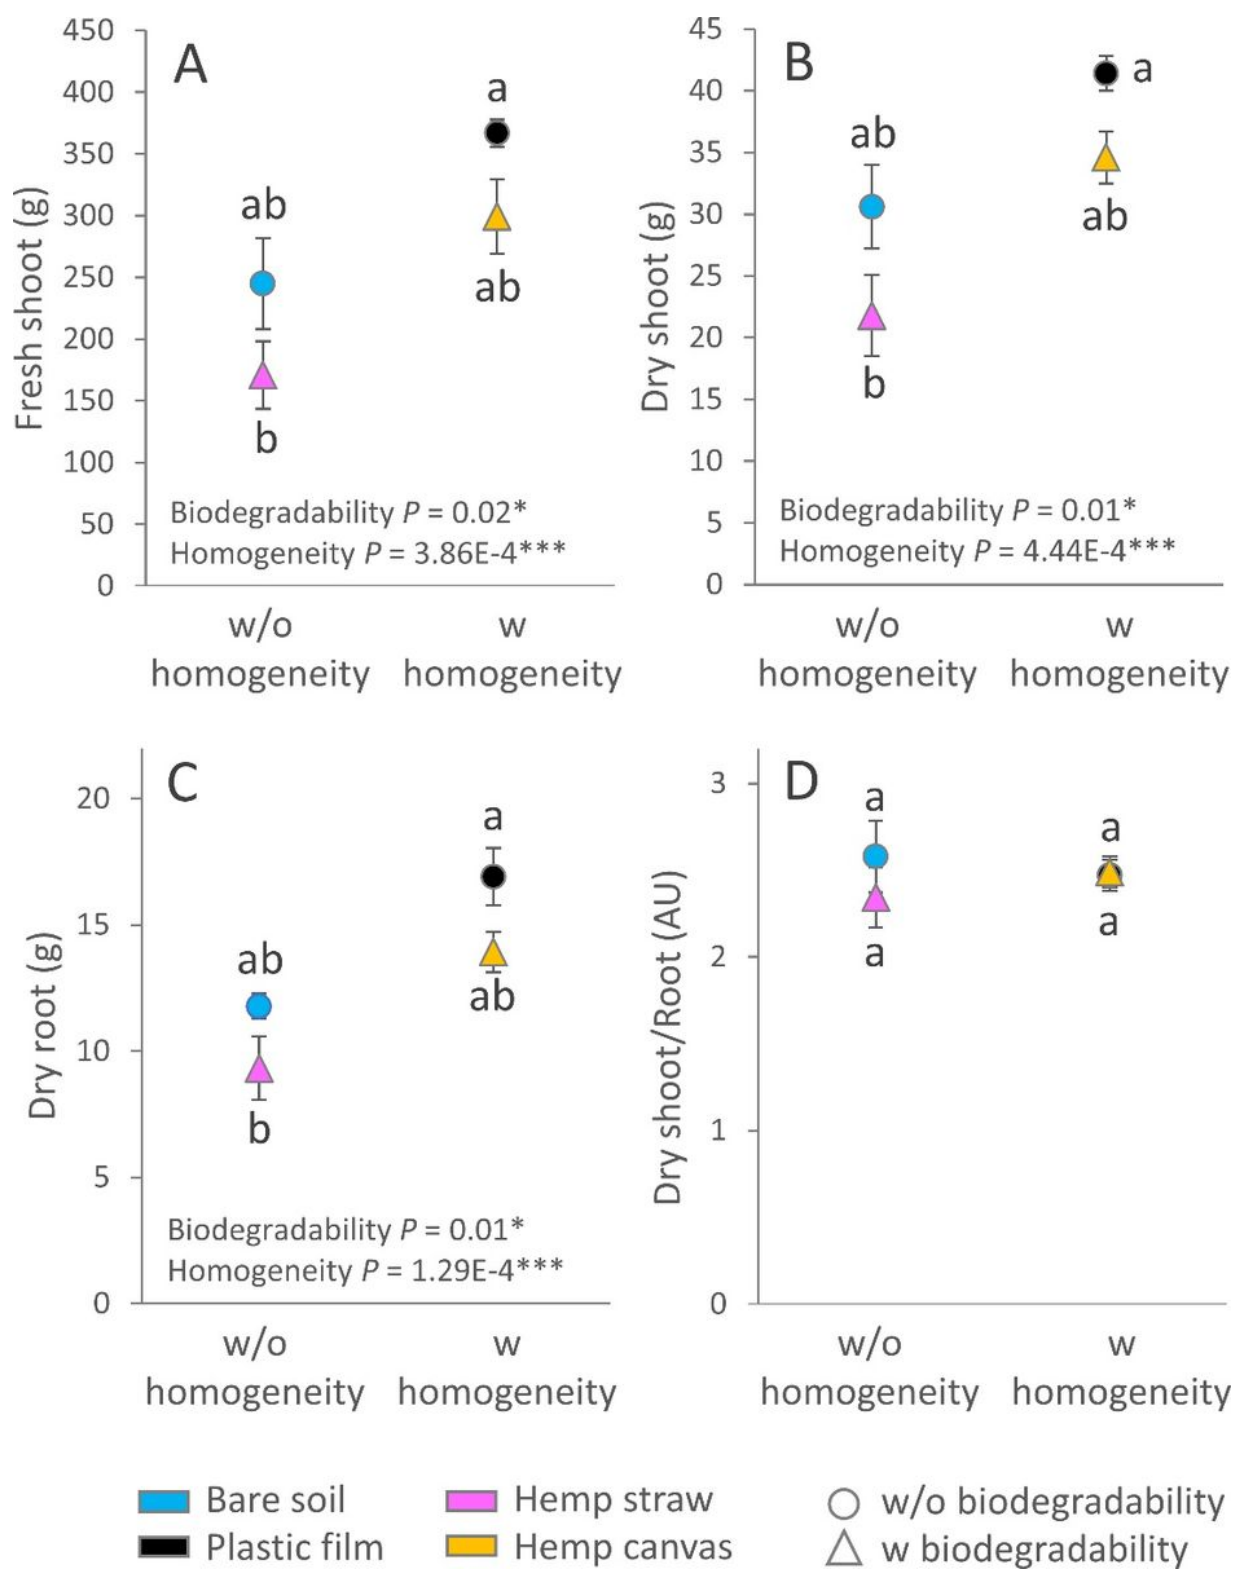 A
450
400
350
300
250
200
150
100
50
0
Fresh shoot (g)
a
ab
ab
b
Biodegradability P = 0.02*
Homogeneity P = 3.86E-4***
w/o homogeneity
w homogeneity
B
45
40
35
30
25
20
15
10
5
0
Dry shoot (g)
a
ab
ab
b
Biodegradability P = 0.01*
Homogeneity P = 4.44E-4***
w/o homogeneity
w homogeneity
C
20
15
10
5
0
Dry root (g)
a
ab
ab
b
Biodegradability P = 0.01*
Homogeneity P = 1.29E-4***
w/o homogeneity
w homogeneity
D
3
2
1
0
Dry shoot/Root (AU)
a
a
a
a
w/o homogeneity
w homogeneity
Bare soil
Hemp straw
w/o biodegradability
Plastic film
Hemp canvas
w biodegradability